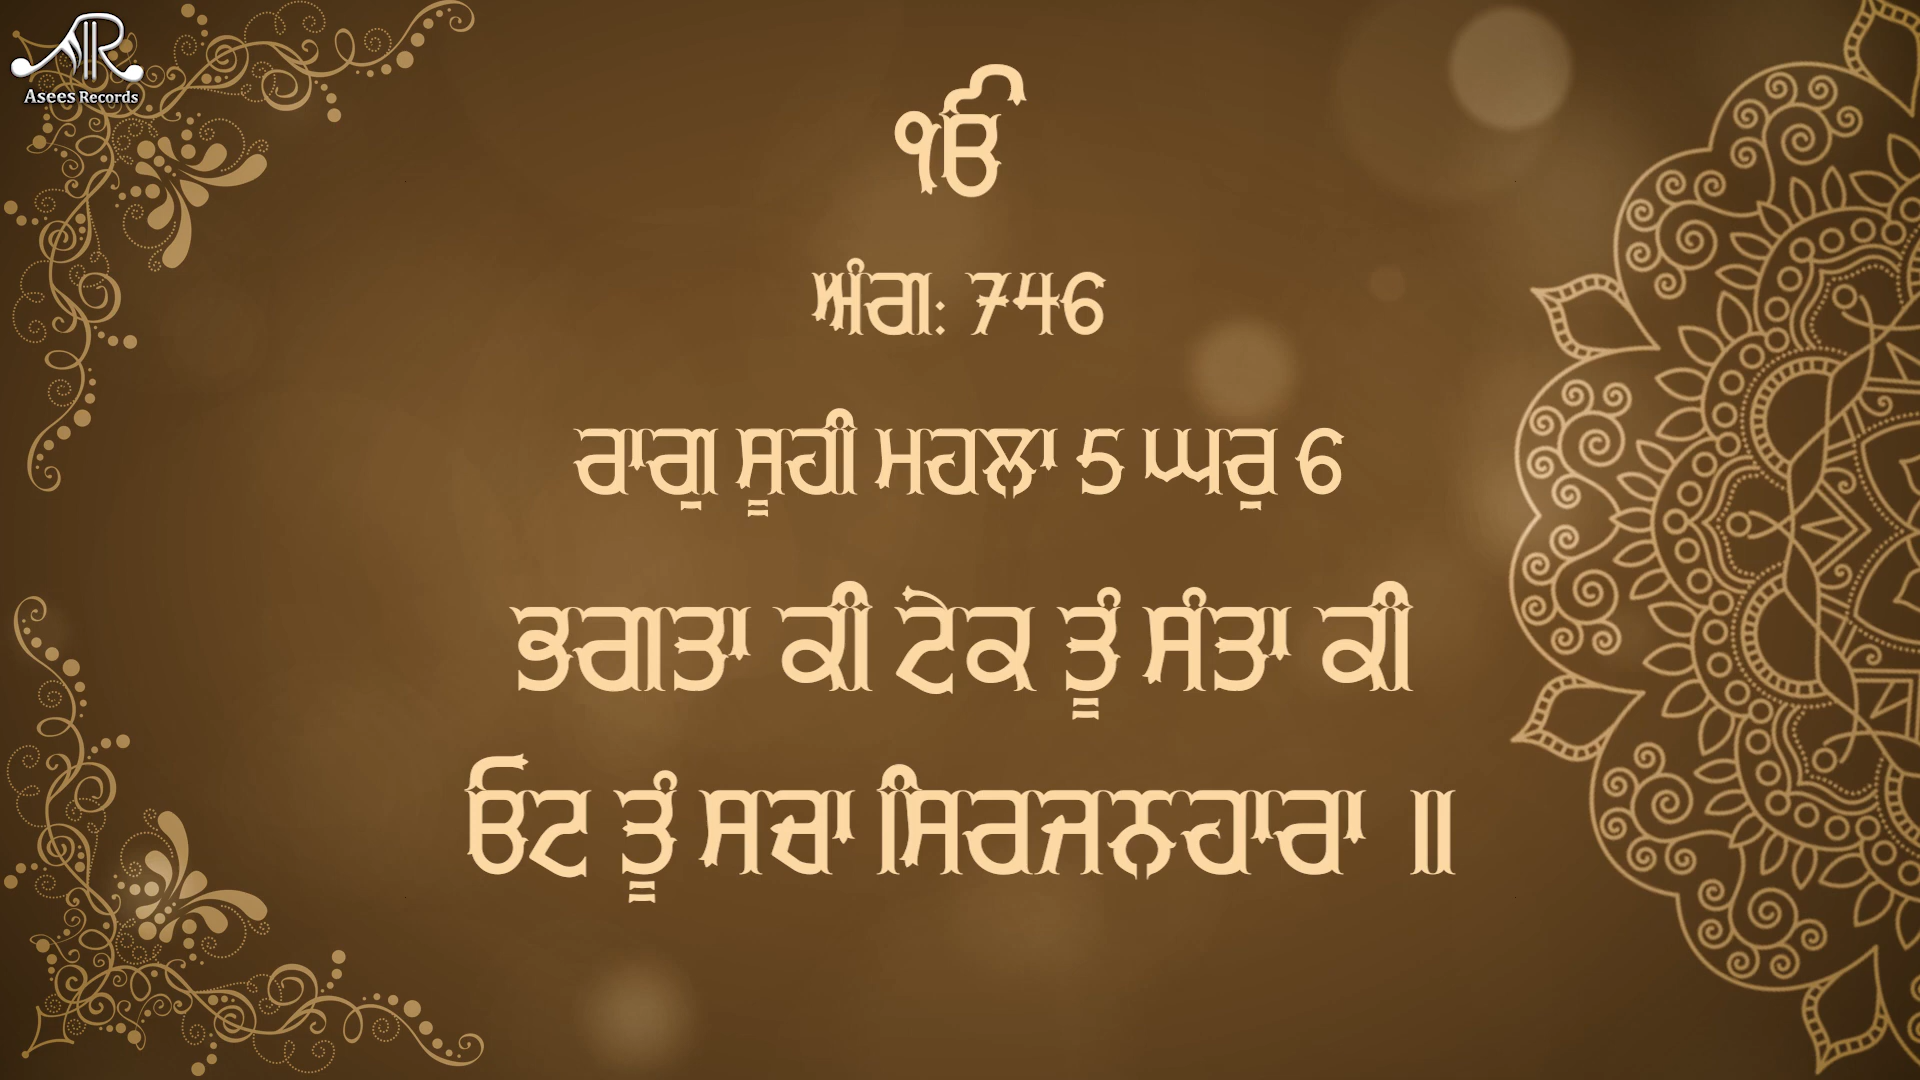 Asees Records
ੴ
ਅੰਗ: 746
ਰਾਗੁ ਸੂਹੀ ਮਹਲਾ 5 ਘਰੁ 6
ਭਗਤਾ ਕੀ ਟੇਕ ਤੂੰ ਸੰਤਾ ਕੀ
ਓਟ ਤੂੰ ਸਚਾ ਸਿਰਜਨਹਾਰਾ ॥